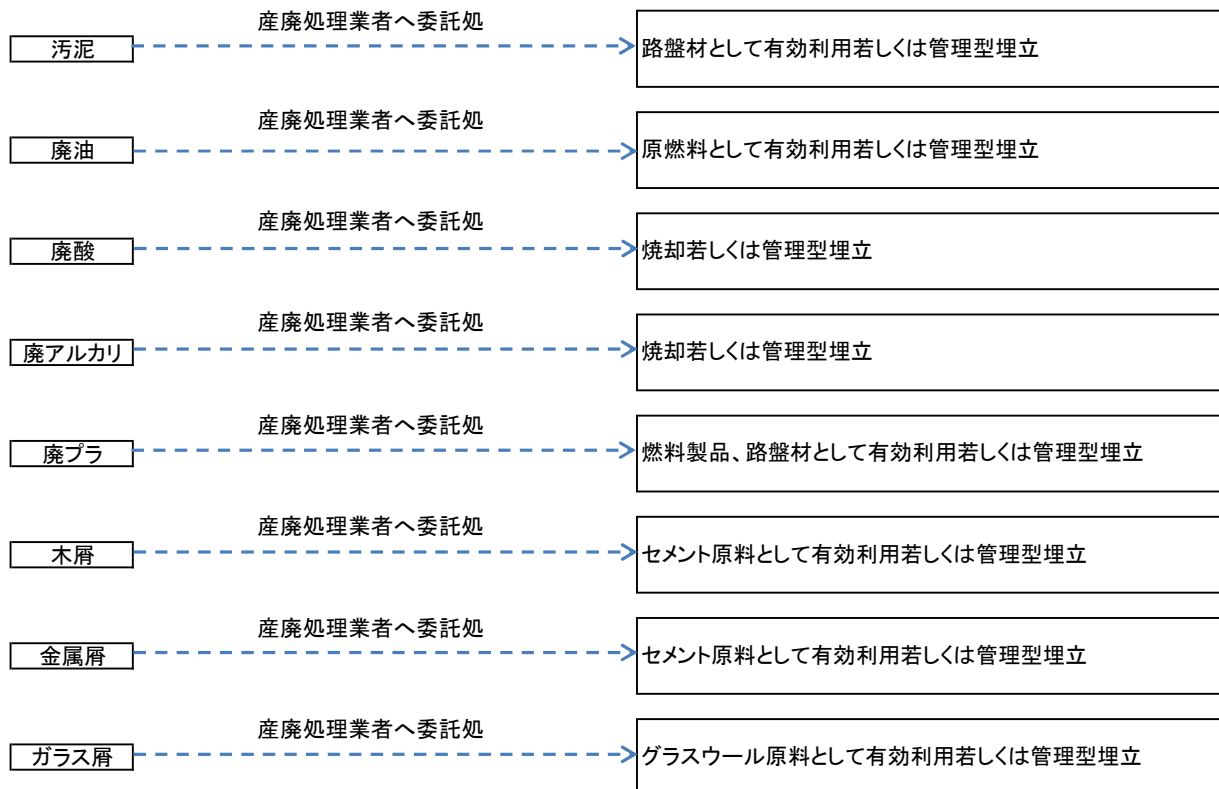 産廃処理業者へ委託処
汚泥
路盤材として有効利用若しくは管理型埋立
産廃処理業者へ委託処
廃油
原燃料として有効利用若しくは管理型埋立
産廃処理業者へ委託処
廃酸
焼却若しくは管理型埋立
産廃処理業者へ委託処
廃アルカリ
焼却若しくは管理型埋立
産廃処理業者へ委託処
廃プラ
燃料製品、路盤材として有効利用若しくは管理型埋立
産廃処理業者へ委託処
木屑
セメント原料として有効利用若しくは管理型埋立
産廃処理業者へ委託処
金属屑
セメント原料として有効利用若しくは管理型埋立
産廃処理業者へ委託処
ガラス屑
グラスウール原料として有効利用若しくは管理型埋立